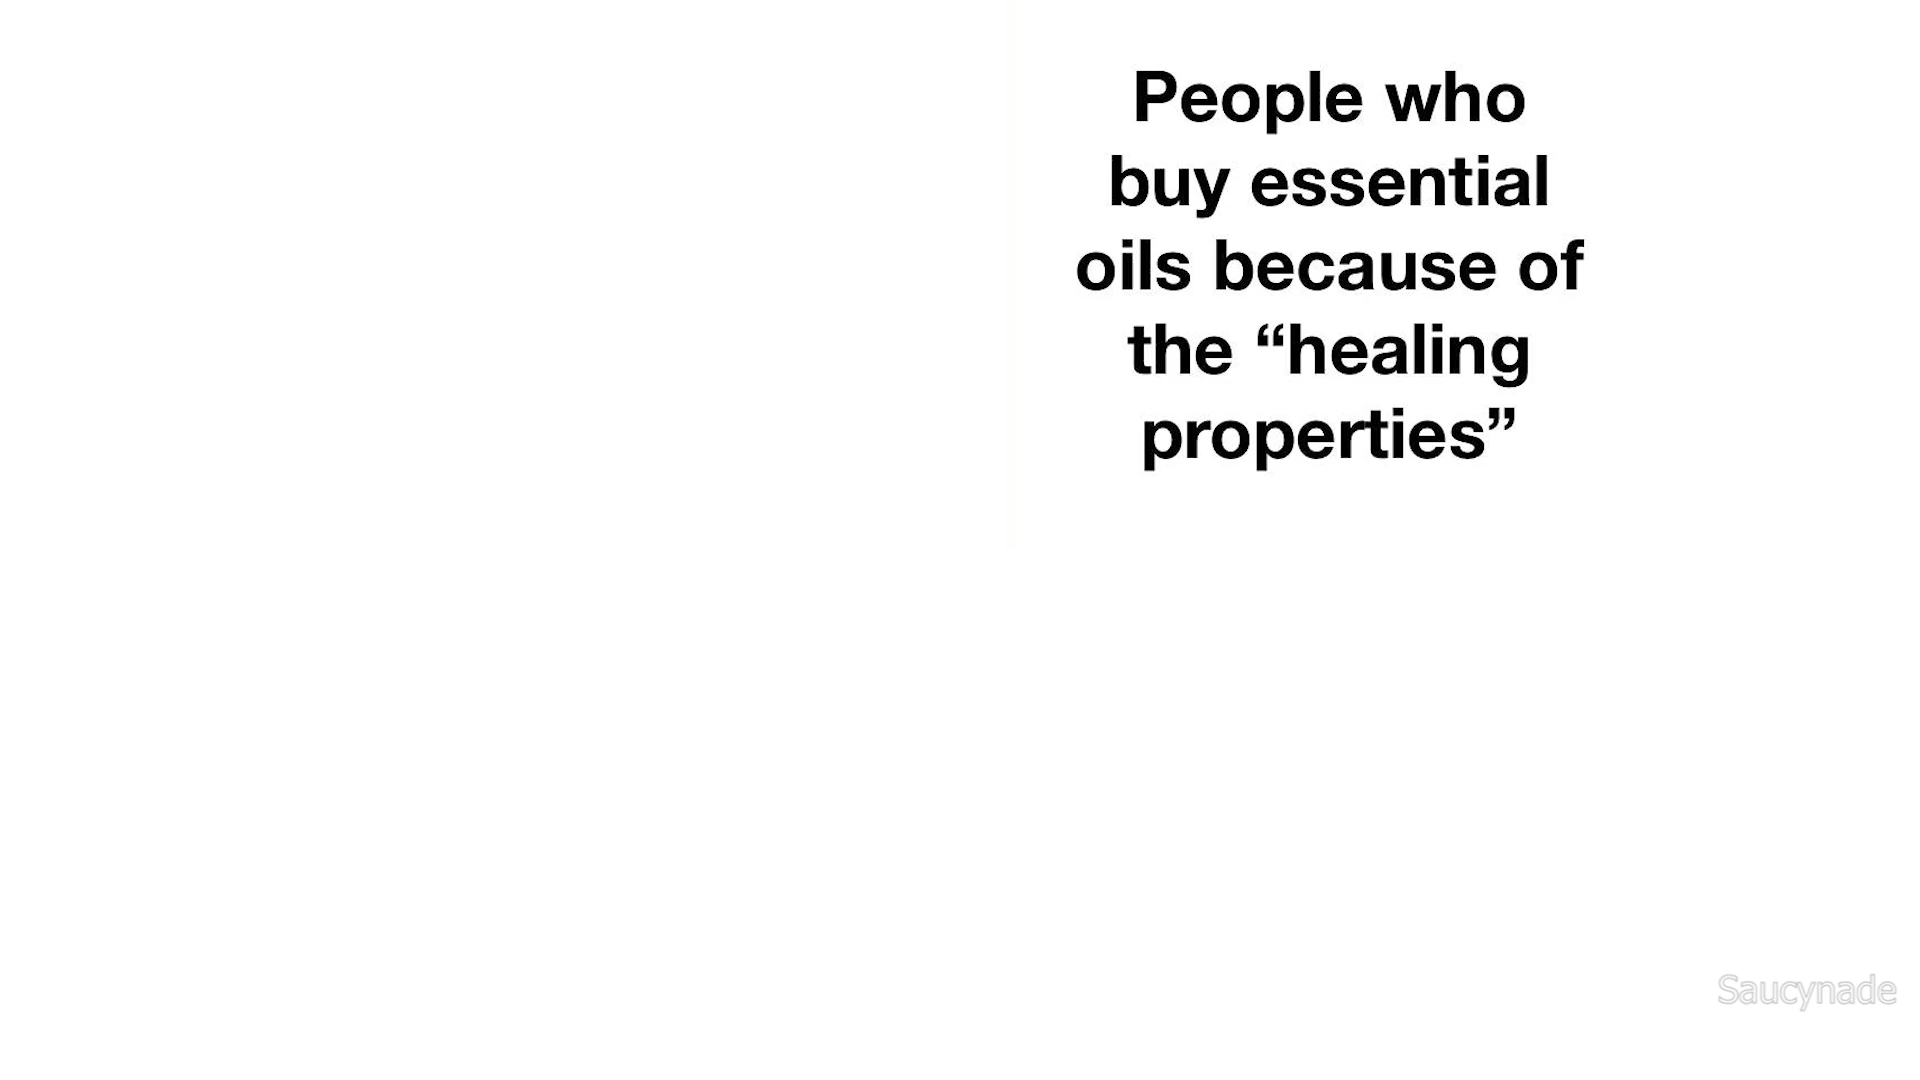 People who
buy essential
oils because of
the “healing
properties”
Saucynade